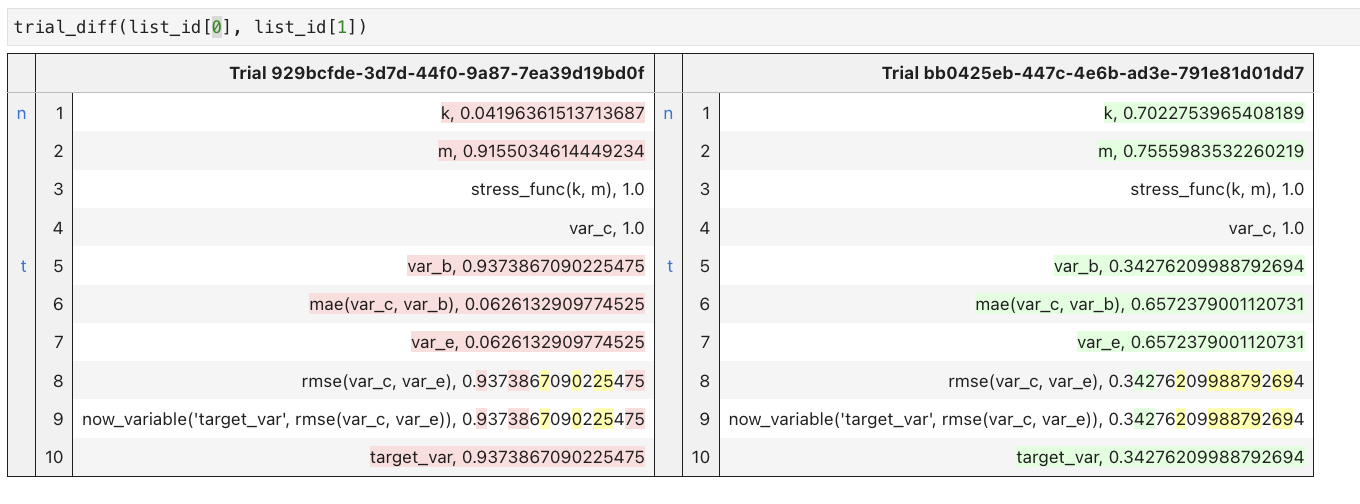 trial_diff(list_id[0], list_id[1])
Trial 929bcfde-3d7d-44f0-9a87-7ea39d19bd0f Trial bb0425eb-447c-4e6b-ad3e-791e81d01dd7
n 1 k, 0.04196361513713687 n 1 k, 0.7022753965408189
2 m, 0.9155034614449234 2 m, 0.7555983532260219
3 stress_func(k, m), 1.0 3 stress_func(k, m), 1.0
4 var_c, 1.0 4 var_c, 1.0
t 5 var_b, 0.9373867090225475 t 5 var_b, 0.34276209988792694
6 mae(var_c, var_b), 0.0626132909774525 6 mae(var_c, var_b), 0.6572379001120731
7 var_e, 0.0626132909774525 7 var_e, 0.6572379001120731
8 rmse(var_c, var_e), 0.9373867090225475 8 rmse(var_c, var_e), 0.34276209988792694
9 now_variable('target_var', rmse(var_c, var_e)), 0.9373867090225475 9 now_variable('target_var', rmse(var_c, var_e)), 0.34276209988792694
10 target_var, 0.9373867090225475 10 target_var, 0.34276209988792694